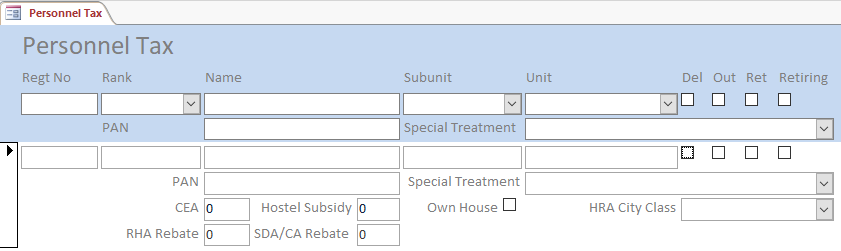 Personnel Tax
Personnel Tax
Regt No Rank Name Subunit Unit Del Out Ret Retiring
PAN Special Treatment
PAN Special Treatment
CEA 0 Hostel Subsidy 0 Own House HRA City Class
RHA Rebate 0 SDA/CA Rebate 0